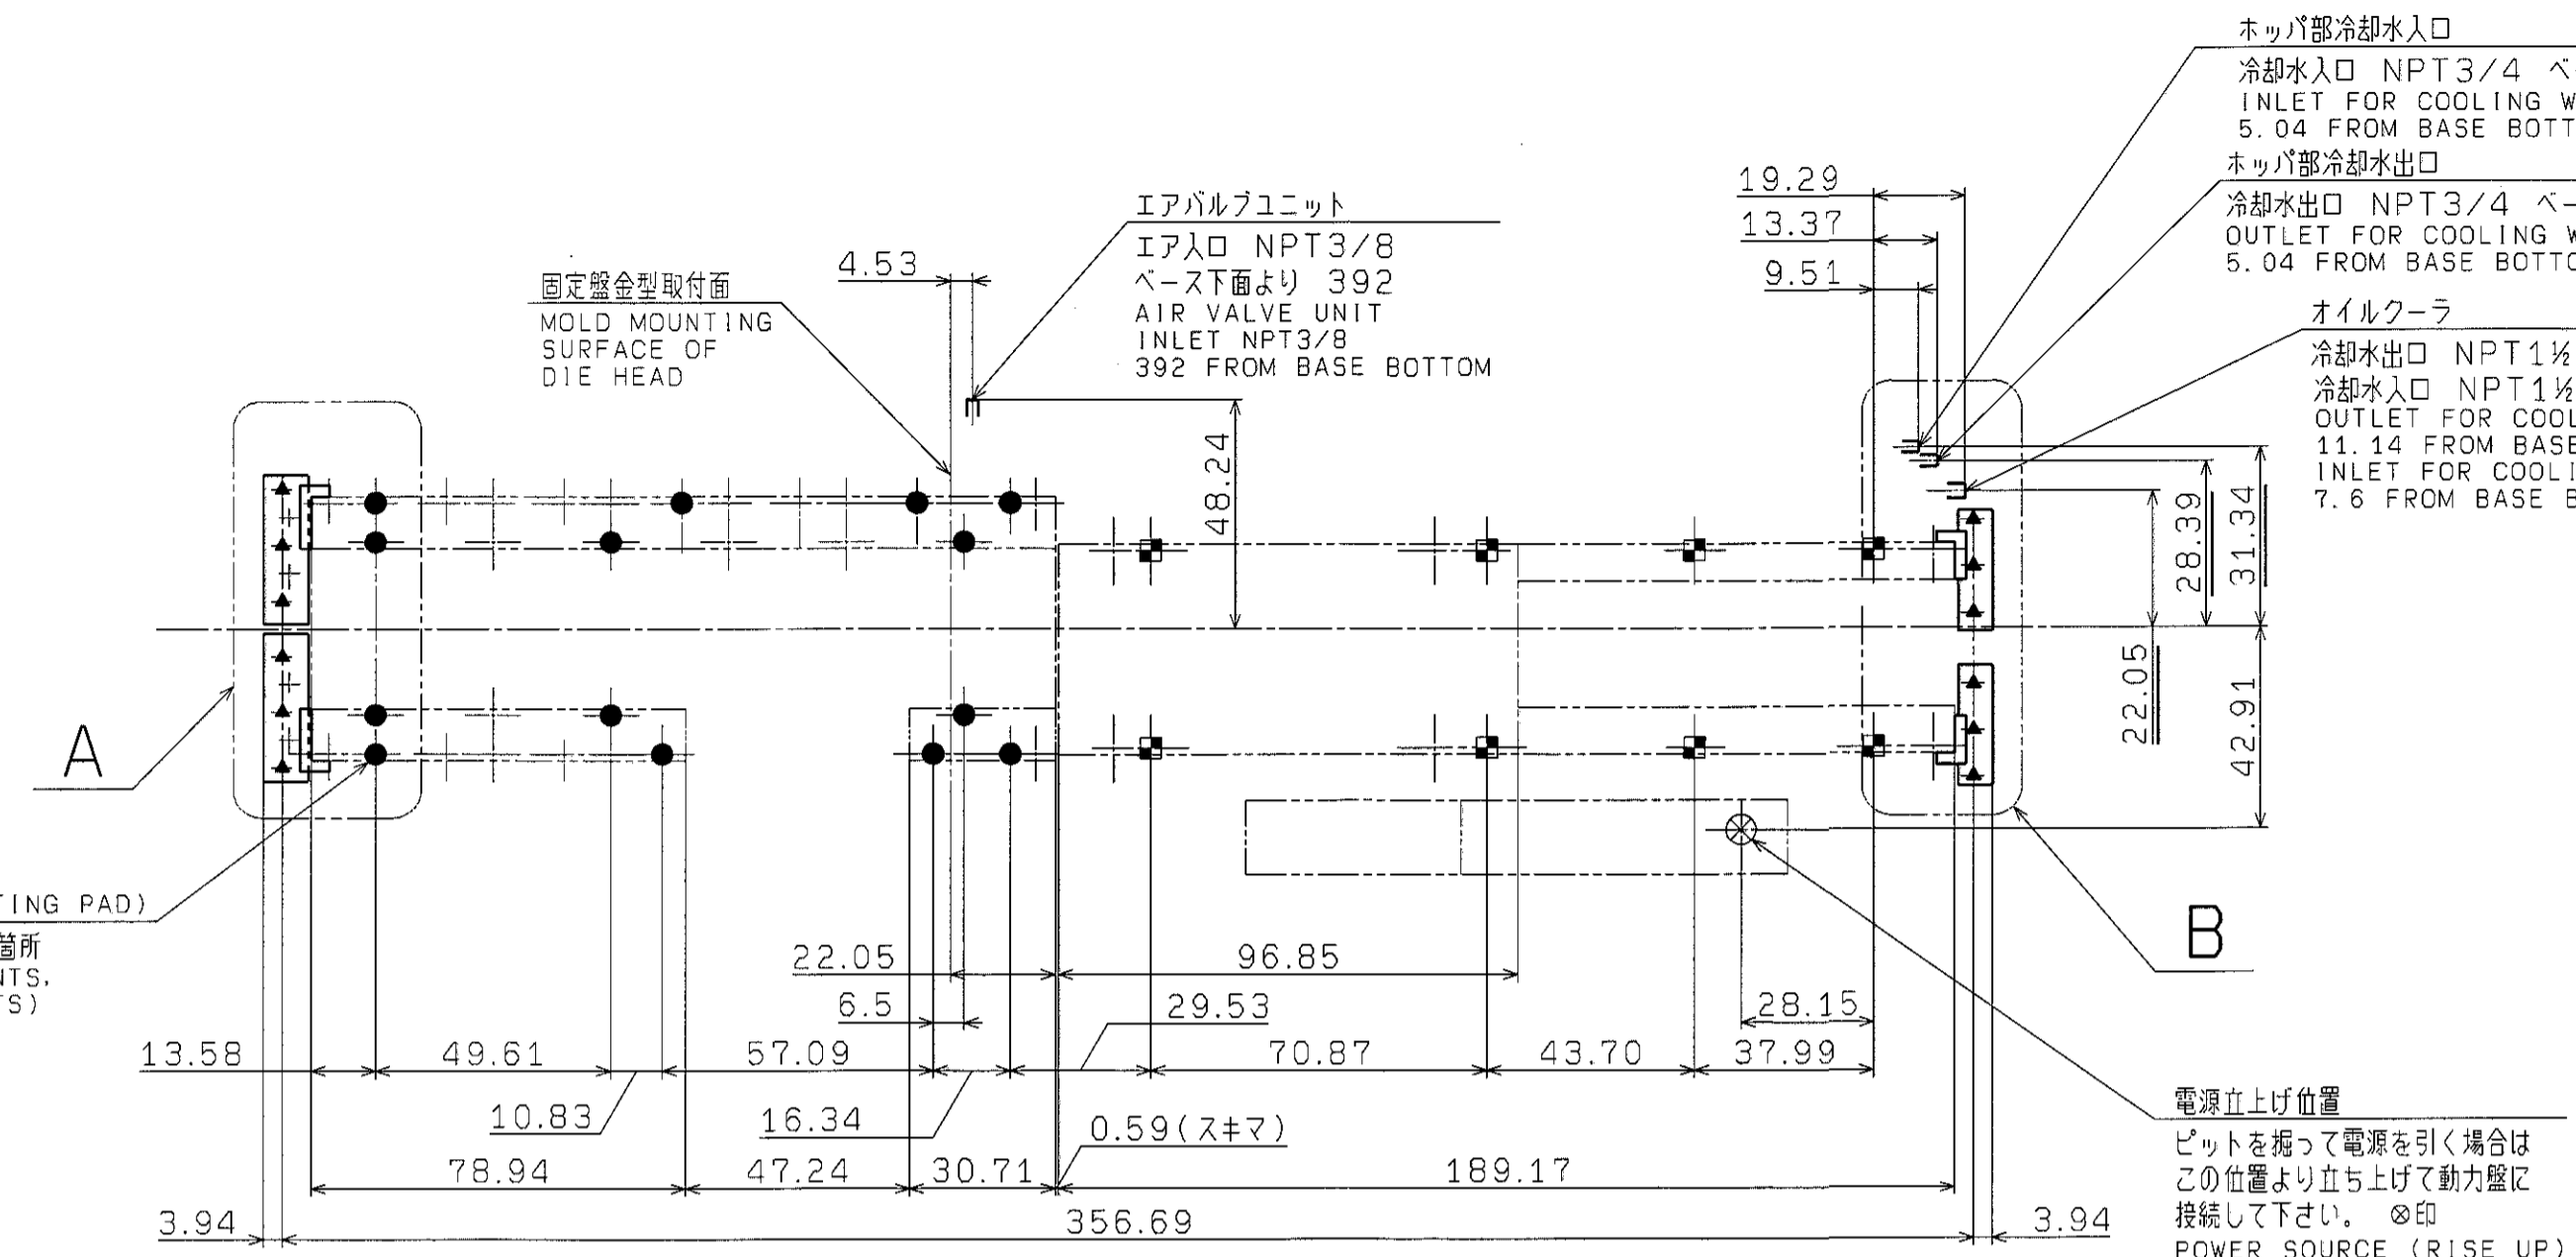 ホッパ部冷却水入口
冷却水入口 NPT3/4 ベ
INLET FOR COOLING W
5.04 FROM BASE BOTT
ホッパ部冷却水出口
冷却水出口 NPT3/4 ベー
OUTLET FOR COOLING W
5.04 FROM BASE BOTTO
オイルクーラ
冷却水出口 NPT1½
冷却水入口 NPT1½
OUTLET FOR COOL
11.14 FROM BASE
INLET FOR COOLI
7.6 FROM BASE B
19.29
13.37
9.51
エアバルブユニット
エア入口 NPT3/8
ベース下面より 392
AIR VALVE UNIT
INLET NPT3/8
392 FROM BASE BOTTOM
4.53
固定盤金型取付面
MOLD MOUNTING
SURFACE OF
DIE HEAD
48.24
28.39
31.34
22.05
42.91
A
B
TING PAD)
箇所
NTS.
TS)
22.05
96.85
6.5
29.53
28.15
13.58
49.61
57.09
70.87
43.70
37.99
10.83
16.34
0.59(スキマ)
78.94
47.24
30.71
189.17
3.94
356.69
3.94
電源立上げ位置
ピットを掘って電源を引く場合は
この位置より立ち上げて動力盤に
接続して下さい。 ⊗印
POWER SOURCE (RISE UP)